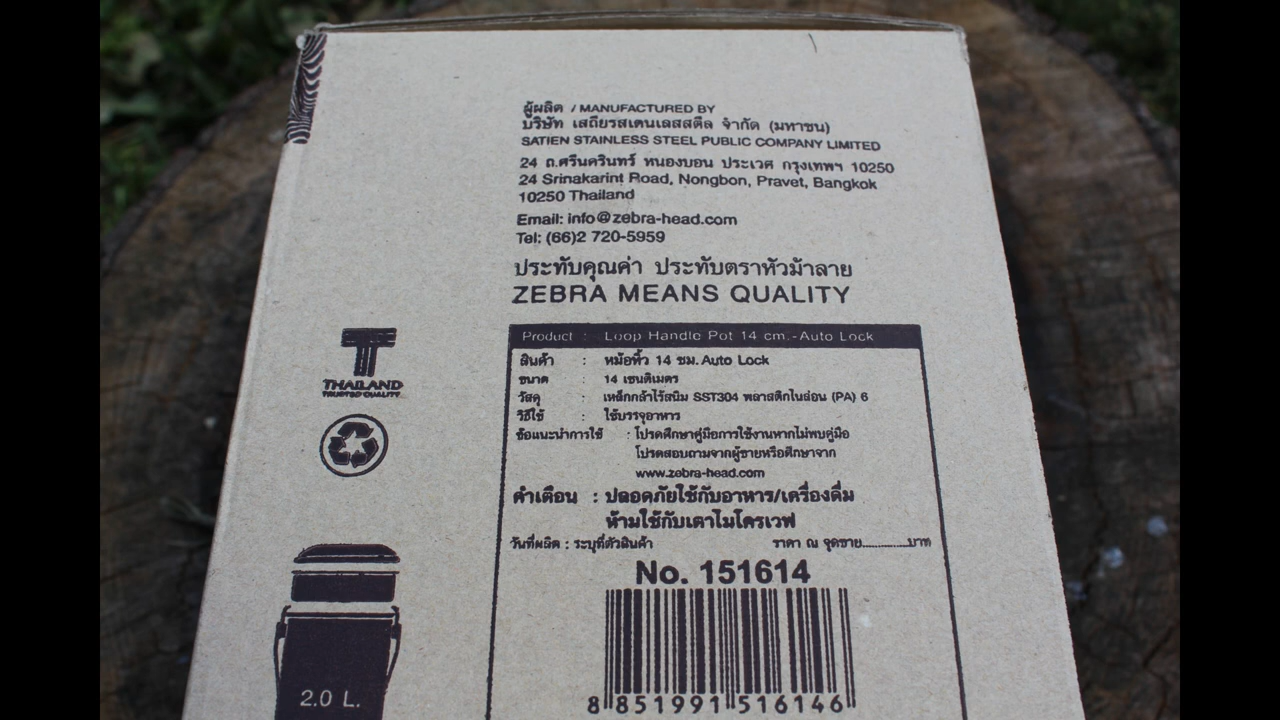 ผู้ผลิต / MANUFACTURED BY
บริษัท เสถียรสเตนเลสสตีล จำกัด (มหาชน)
SATIEN STAINLESS STEEL PUBLIC COMPANY LIMITED
24 ถ.ศรีนครินทร์ หนองบอน ประเวศ กรุงเทพฯ 10250
24 Srinakarint Road, Nongbon, Pravet, Bangkok
10250 Thailand
Email: info@zebra-head.com
Tel: (66)2 720-5959
ประทับคุณค่า ประทับตราหัวม้าลาย
ZEBRA MEANS QUALITY
T
THAILAND
TRUSTED QUALITY
Product : Loop Handle Pot 14 cm.-Auto Lock
สินค้า : หม้อหิ้ว 14 ซม. Auto Lock
ขนาด : 14 เซนติเมตร
วัสดุ : เหล็กกล้าไร้สนิม SST304 พลาสติกไนล่อน (PA) 6
วิธีใช้ : ใช้บรรจุอาหาร
ข้อแนะนำการใช้ : โปรดศึกษาคู่มือการใช้งานหากไม่พบคู่มือ
โปรดสอบถามจากผู้ขายหรือศึกษาจาก
www.zebra-head.com
คำเตือน : ปลอดภัยใช้กับอาหาร/เครื่องดื่ม
ห้ามใช้กับเตาไมโครเวฟ
วันที่ผลิต : ระบุที่ตัวสินค้า ราคา ณ จุดขาย............บาท
No. 151614
8 851991 516146
2.0 L.